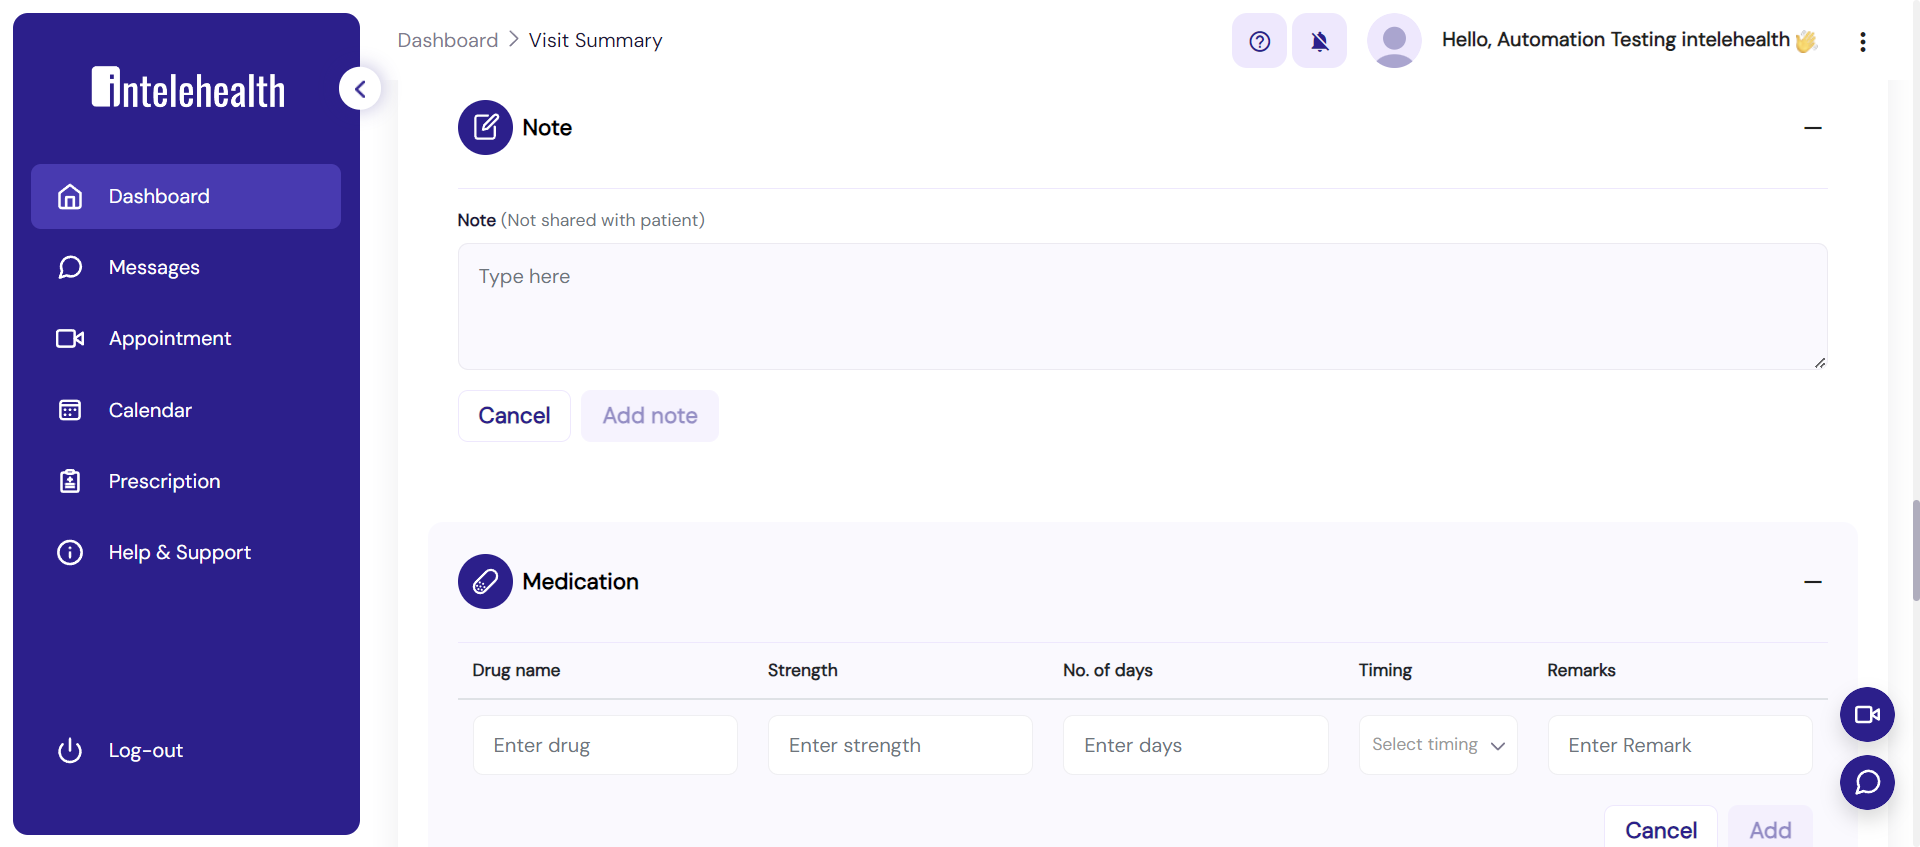 intelehealth
Dashboard
Messages
Appointment
Calendar
Prescription
Help & Support
Log-out
Dashboard > Visit Summary
Hello, Automation Testing intelehealth 👋
Note
Note (Not shared with patient)
Type here
Cancel Add note
Medication
Drug name Strength No. of days Timing Remarks
Enter drug Enter strength Enter days Select timing Enter Remark
Cancel Add